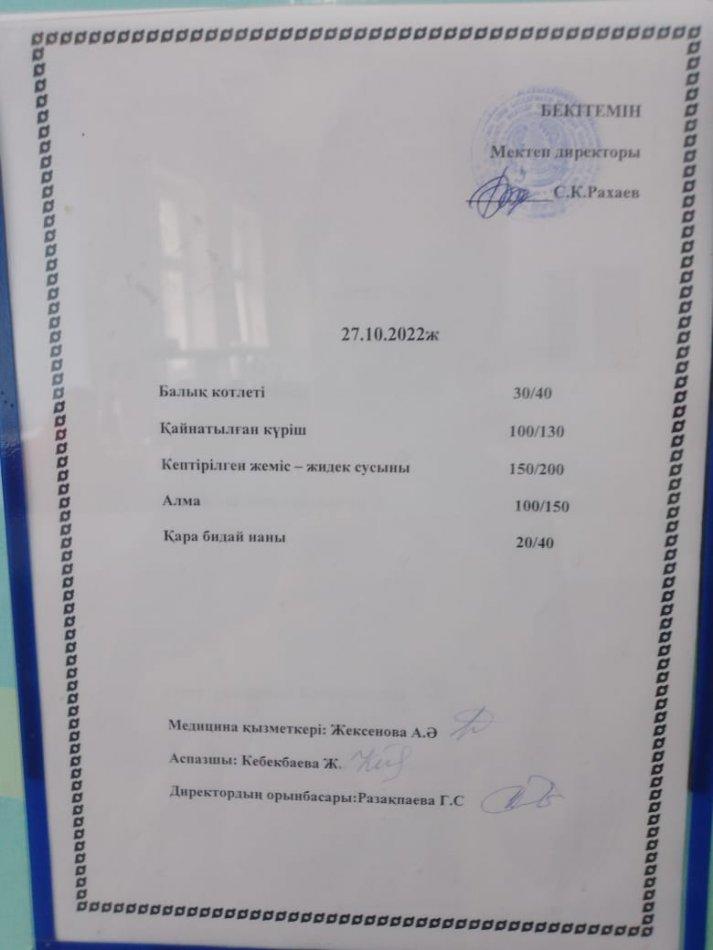 БЕКІТЕМІН
Мектеп директоры
С.К.Рахаев
27.10.2022ж
Балық котлеті 30/40
Қайнатылған күріш 100/130
Кептірілген жеміс – жидек сусыны 150/200
Алма 100/150
Қара бидай наны 20/40
Медицина қызметкері: Жексенова А.Ә
Аспазшы: Кебекбаева Ж.
Директордың орынбасары:Разақпаева Г.С